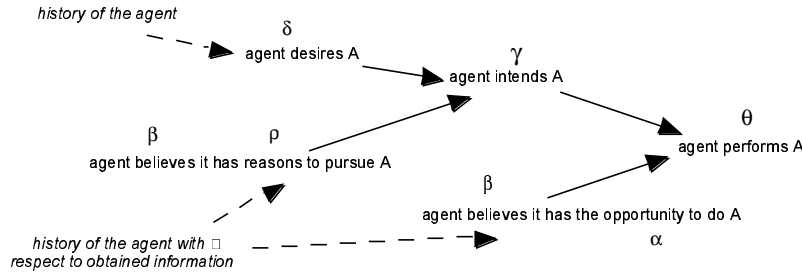 history of the agent
δ
agent desires A
γ
agent intends A
θ
agent performs A
β ρ
agent believes it has reasons to pursue A
β
agent believes it has the opportunity to do A
α
history of the agent with □
respect to obtained information